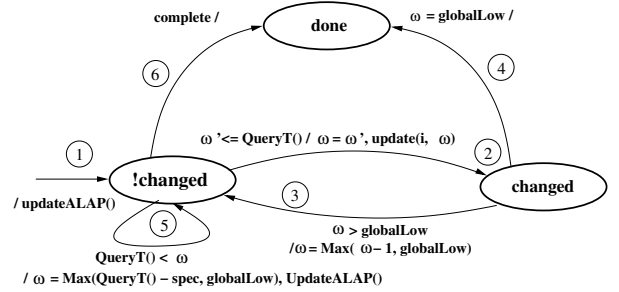 complete /
done
ω = globalLow /
6
4
1
ω '<= QueryT() / ω = ω ', update(i, ω)
2
!changed
changed
3
/ updateALAP()
5
ω > globalLow
/ω= Max( ω−1, globalLow)
QueryT() < ω
/ ω = Max(QueryT() − spec, globalLow), UpdateALAP()